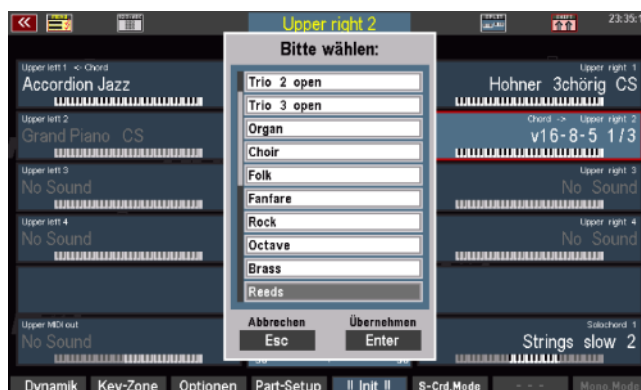 Upper right 2
23:35:1
Bitte wählen:
Upper left 1 <- Chord
Accordion Jazz
Upper left 2
Grand Piano CS
Upper left 3
No Sound
Upper left 4
No Sound
Upper MIDI out
No Sound
Trio 2 open
Trio 3 open
Organ
Choir
Folk
Fanfare
Rock
Octave
Brass
Reeds
Abbrechen
Esc
Übernehmen
Enter
Upper right 1
Hohner 3chörig CS
Chord -> Upper right 2
v16-8-5 1/3
Upper right 3
No Sound
Upper right 4
No Sound
Solochord 1
Strings slow 2
Dynamik Key-Zone Optionen Part-Setup !! Init !! S-Crd.Mode - - - Mono.Mode